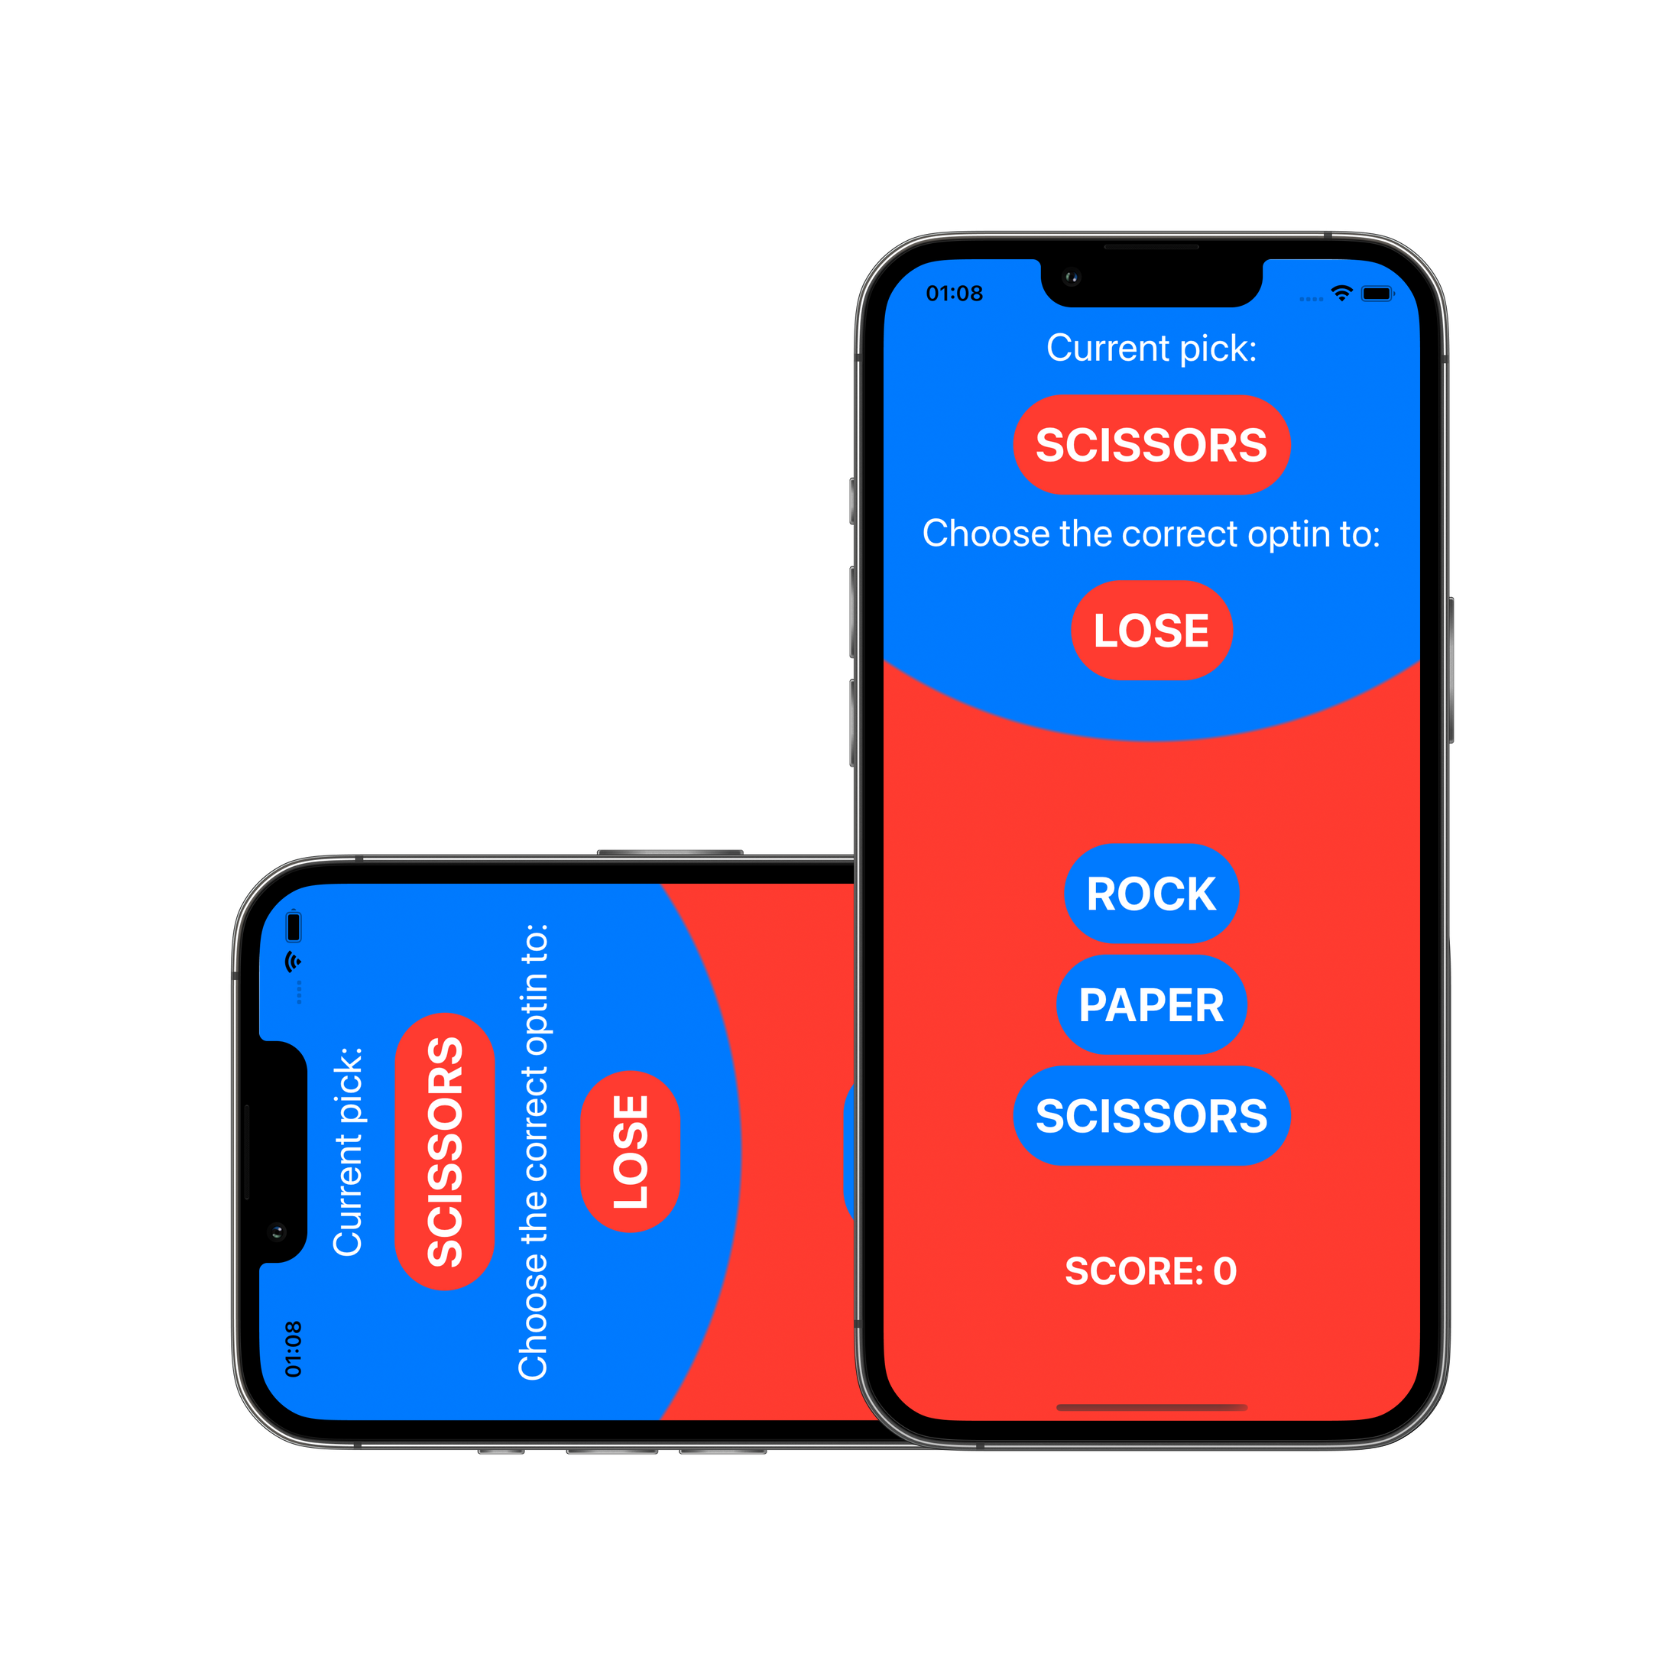 01:08
Current pick:
SCISSORS
Choose the correct optin to:
LOSE
ROCK
PAPER
SCISSORS
SCORE: 0
01:08
Current pick:
SCISSORS
Choose the correct optin to:
LOSE